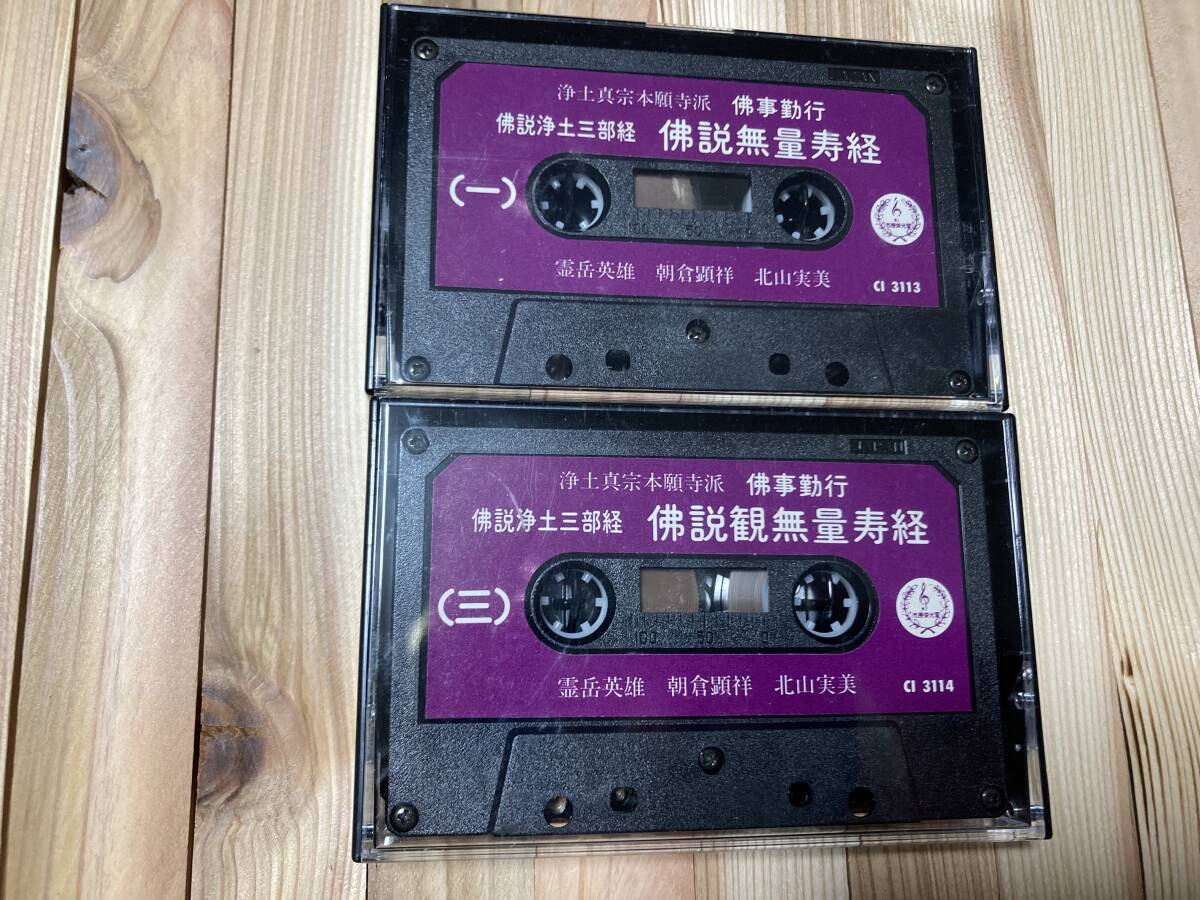 浄土真宗本願寺派 佛事勤行
佛説浄土三部経 佛説無量寿経
(一)
100 50 0
霊岳英雄 朝倉顕祥 北山実美
CI 3113
浄土真宗本願寺派 佛事勤行
佛説浄土三部経 佛説観無量寿経
(三)
100 50 0
霊岳英雄 朝倉顕祥 北山実美
CI 3114